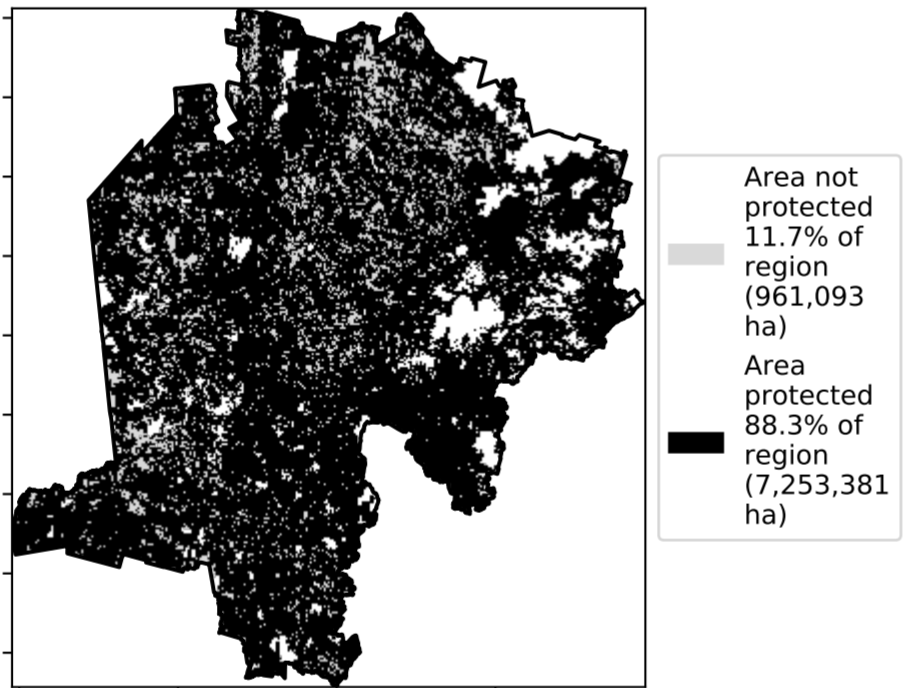 Area not
protected
11.7% of
region
(961,093
ha)
Area
protected
88.3% of
region
(7,253,381
ha)